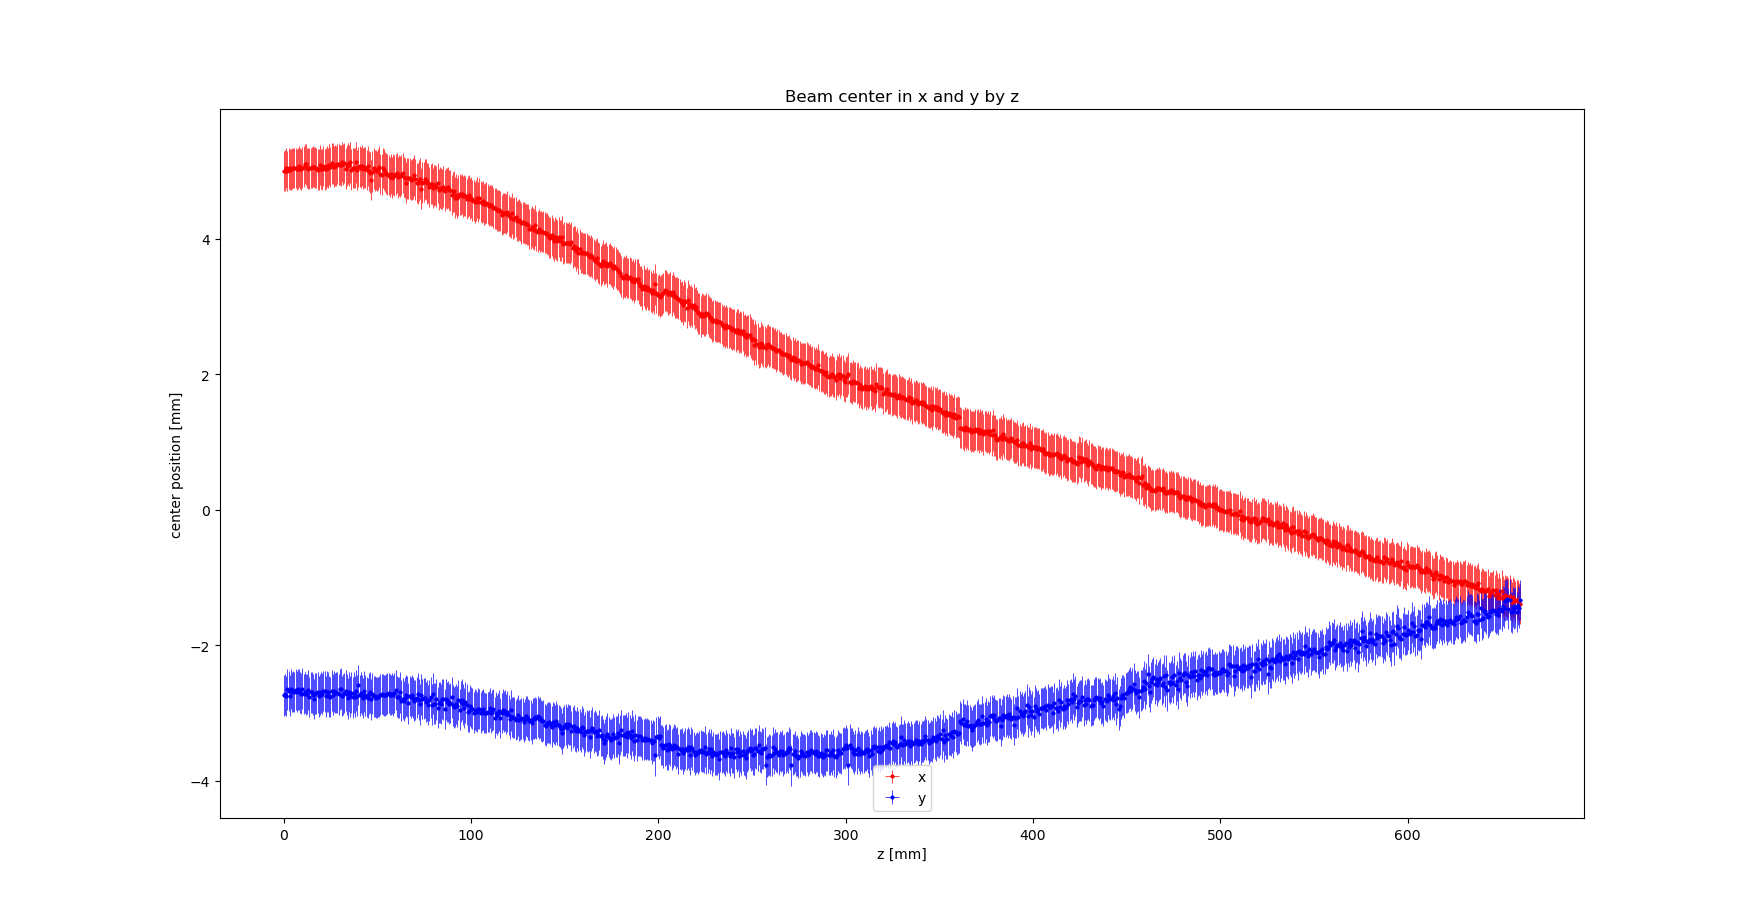 Beam center in x and y by z
center position [mm]
4
2
0
−2
−4
0 100 200 300 400 500 600
z [mm]
x
y